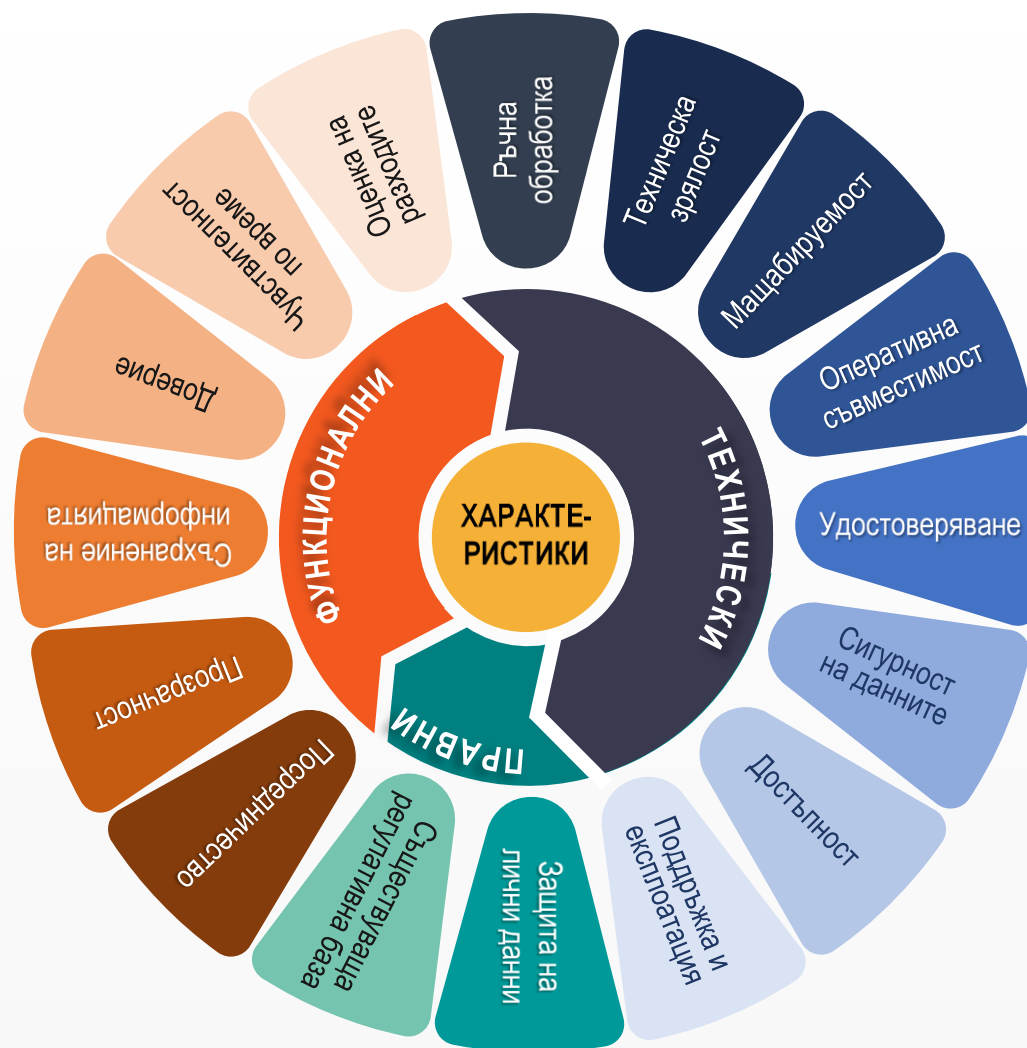 ХАРАКТЕ-
РИСТИКИ
ТЕХНИЧЕСКИ
ПРАВНИ
ФУНКЦИОНАЛНИ
Ръчна
обработка
Техническа
зрялост
Мащабируемост
Оперативна
съвместимост
Удостоверяване
Сигурност
на данните
Достъпност
Поддръжка и
експлоатация
Защита на
лични данни
Съществуваща
регулативна база
Посредничество
Прозрачност
Съхранение на
информацията
Доверие
Чувствителност
по време
Оценка на
разходите